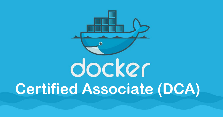 docker
Certified Associate (DCA)